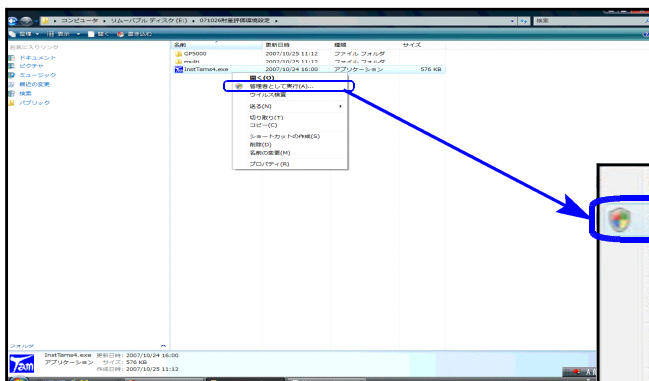 コンピュータ ▸ リムーバブル ディスク (E:) ▸ 071026耐量評価環境設定 ▸
検索
整理 表示 開く 書き込む
お気に入りリンク
ドキュメント
ピクチャ
ミュージック
最近の変更
検索
パブリック
名前 更新日時 種類 サイズ
GP5000 2007/10/25 11:12 ファイル フォルダ
multi 2007/10/25 11:12 ファイル フォルダ
InstTams4.exe 2007/10/24 16:00 アプリケーション 576 KB
開く(O)
管理者として実行(A)...
ウイルス検査
送る(N)
切り取り(T)
コピー(C)
ショートカットの作成(S)
削除(D)
名前の変更(M)
プロパティ(R)
フォルダ
Tam
InstTams4.exe 更新日時: 2007/10/24 16:00
アプリケーション サイズ: 576 KB
作成日時: 2007/10/25 11:12